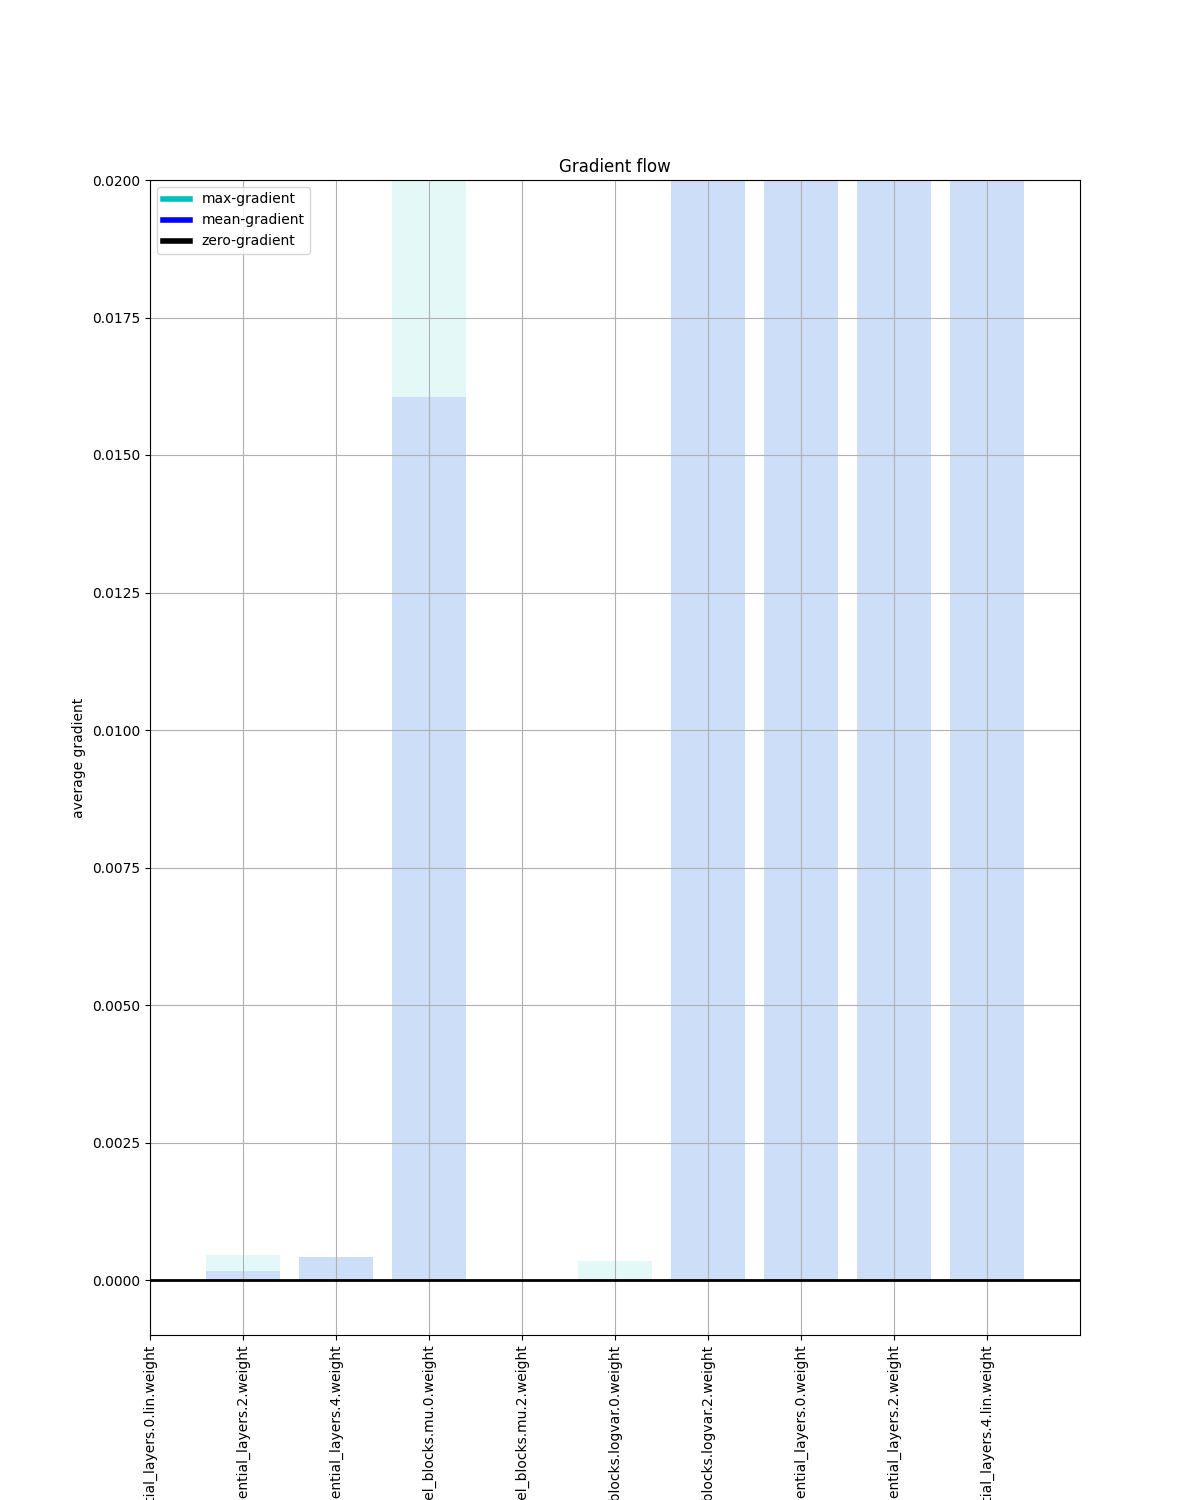 Gradient flow
max-gradient
mean-gradient
zero-gradient
0.0200
0.0175
0.0150
0.0125
0.0100
0.0075
0.0050
0.0025
0.0000
average gradient
tial_layers.0.lin.weight
ential_layers.2.weight
ential_layers.4.weight
el_blocks.mu.0.weight
el_blocks.mu.2.weight
blocks.logvar.0.weight
blocks.logvar.2.weight
ential_layers.0.weight
ential_layers.2.weight
tial_layers.4.lin.weight